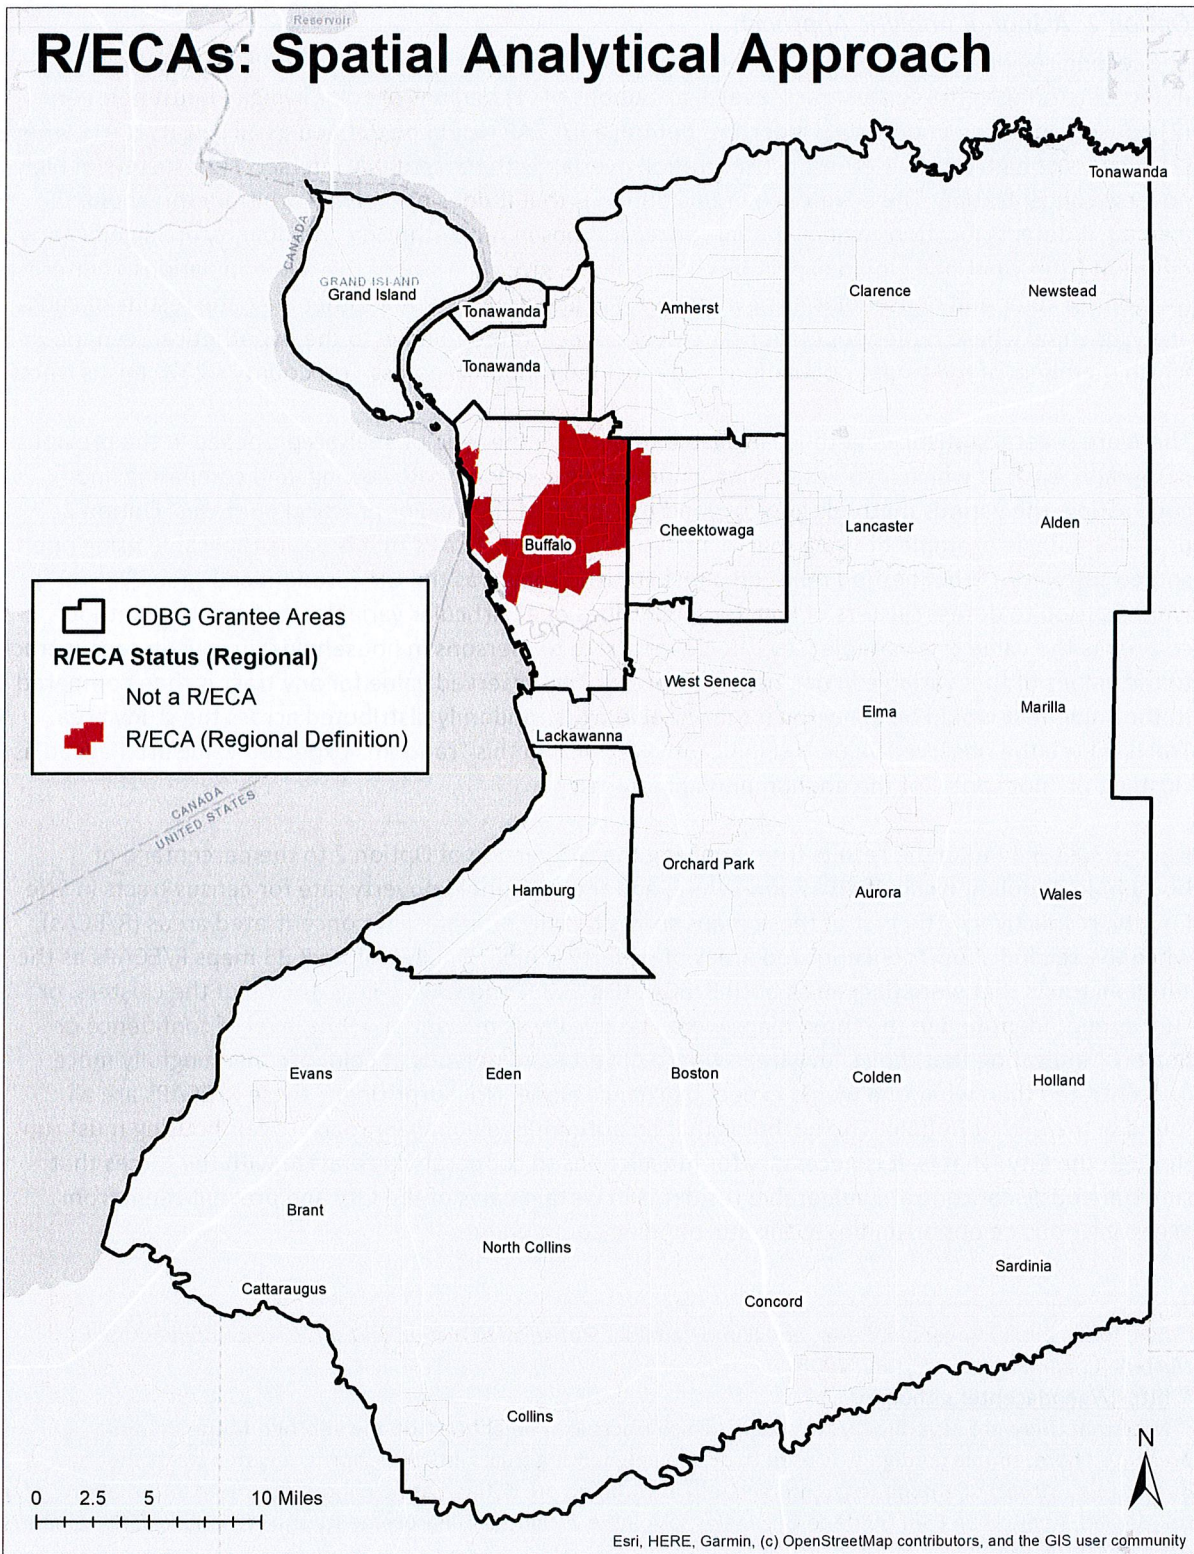 Reservoir
R/ECAs: Spatial Analytical Approach
Tonawanda
CANADA
GRAND ISLAND
Grand Island
Clarence
Newstead
Amherst
Tonawanda
Tonawanda
Cheektowaga
Lancaster
Alden
Buffalo
CDBG Grantee Areas
R/ECA Status (Regional)
Not a R/ECA
R/ECA (Regional Definition)
West Seneca
Elma
Marilla
Lackawanna
CANADA
UNITED STATES
Orchard Park
Hamburg
Aurora
Wales
Evans
Eden
Boston
Colden
Holland
Brant
North Collins
Sardinia
Cattaraugus
Concord
Collins
N
0 2.5 5 10 Miles
Esri, HERE, Garmin, (c) OpenStreetMap contributors, and the GIS user community